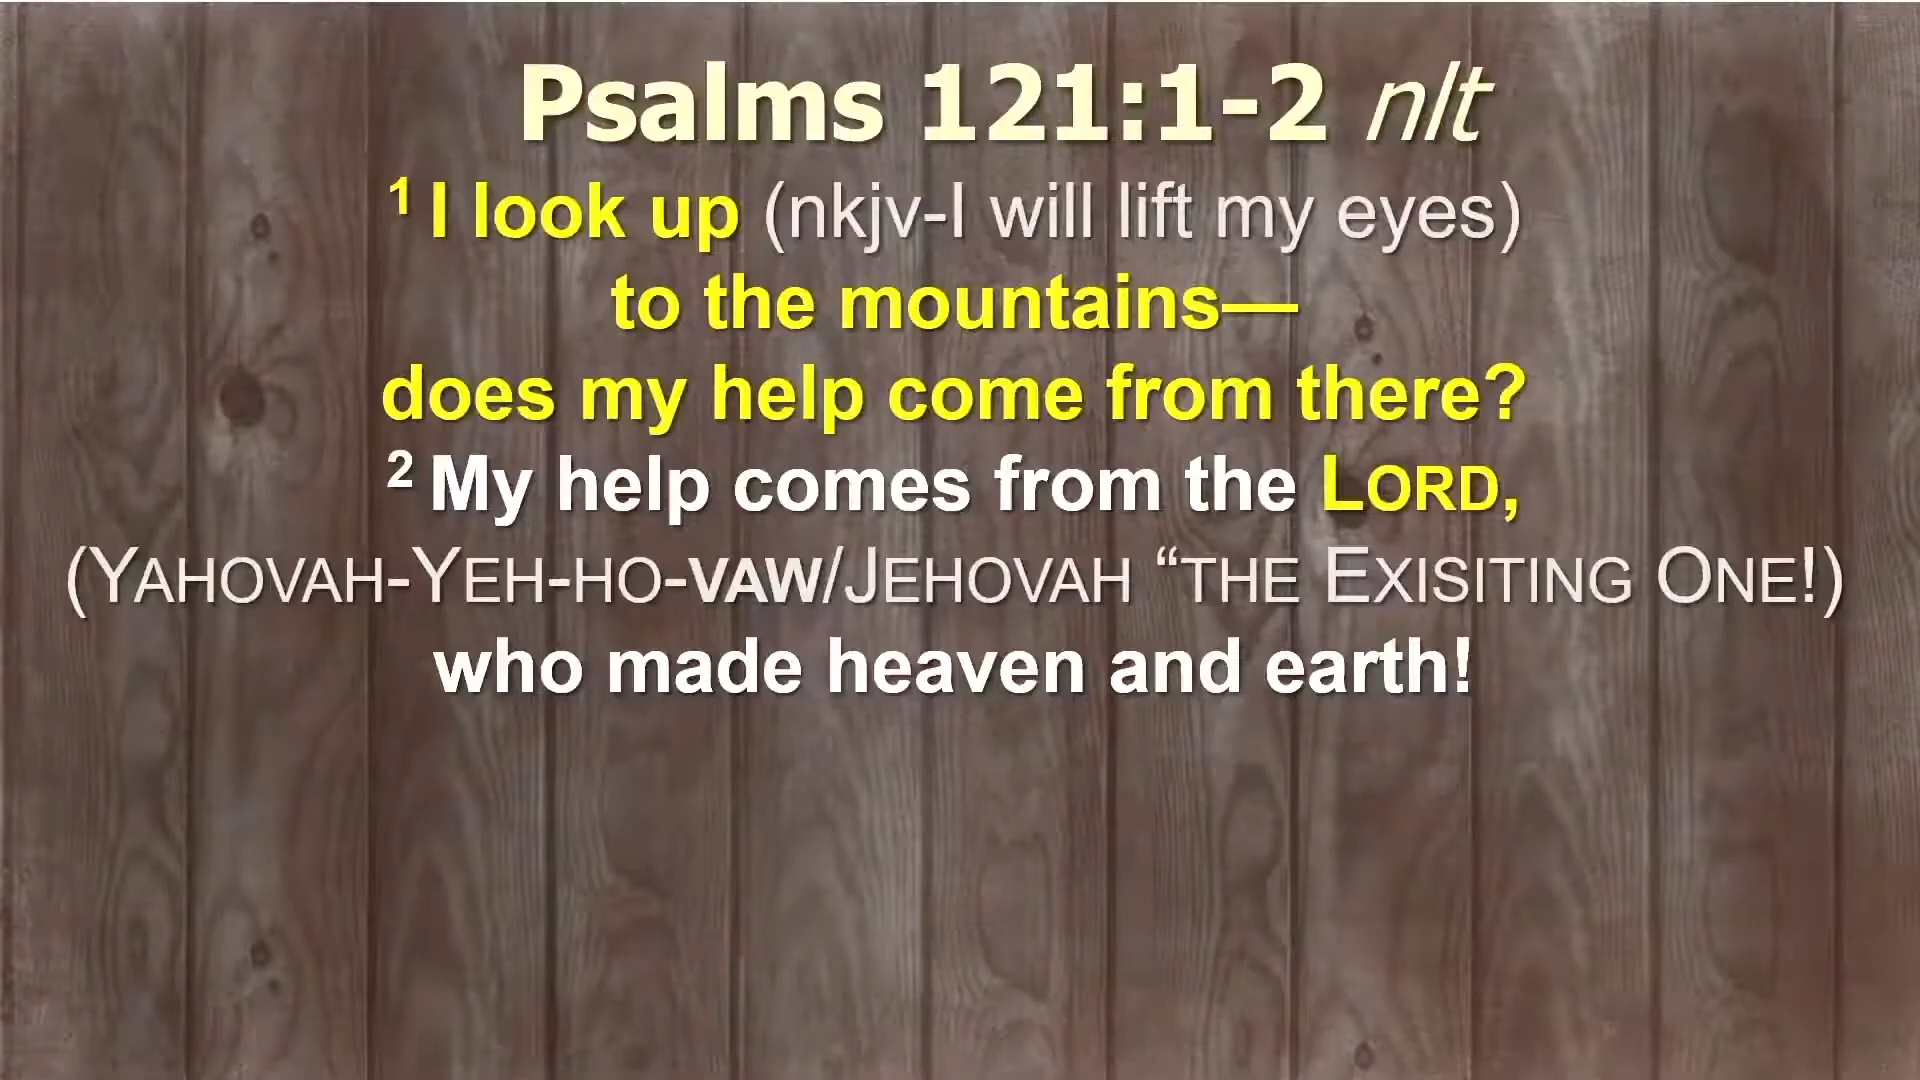 Psalms 121:1-2 nlt
1 I look up (nkjv-I will lift my eyes)
to the mountains—
does my help come from there?
2 My help comes from the LORD,
(YAHOVAH-YEH-HO-VAW/JEHOVAH “THE EXISITING ONE!)
who made heaven and earth!